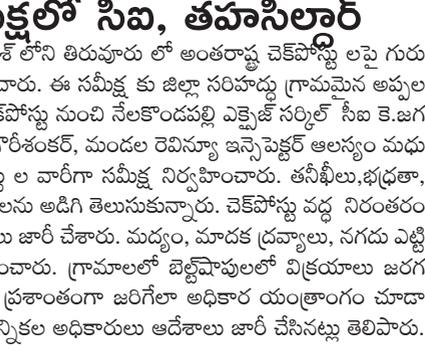 క్షలో సీఐ, తహసిల్దార్
శ్ లోని తిరువూరు లో అంతరాష్ట్ర చెక్‌పోస్టు లపై గురు
చారు. ఈ సమీక్ష కు జిల్లా సరిహద్దు గ్రామమైన అప్పల
క్‌పోస్టు నుంచి నేలకొండపల్లి ఎక్సైజ్ సర్కిల్ సీఐ కె.జగ
ౌరీశంకర్, మండల రెవిన్యూ ఇన్సెపెక్టర్ ఆలస్యం మధు
ల వారీగా సమీక్ష నిర్వహించారు. తనీఖీలు,భధ్రతా,
లను అడిగి తెలుసుకున్నారు. చెక్‌పోస్టు వద్ద నిరంతరం
లు జారీ చేశారు. మద్యం, మాదక ద్రవ్యాలు, నగదు ఎట్టి
ంచారు. గ్రామాలలో బెల్ట్‌షాపులలో విక్రయాలు జరగ
ప్రశాంతంగా జరిగేలా అధికార యంత్రాంగం చూడా
న్నికల అధికారులు ఆదేశాలు జారీ చేసినట్లు తెలిపారు.